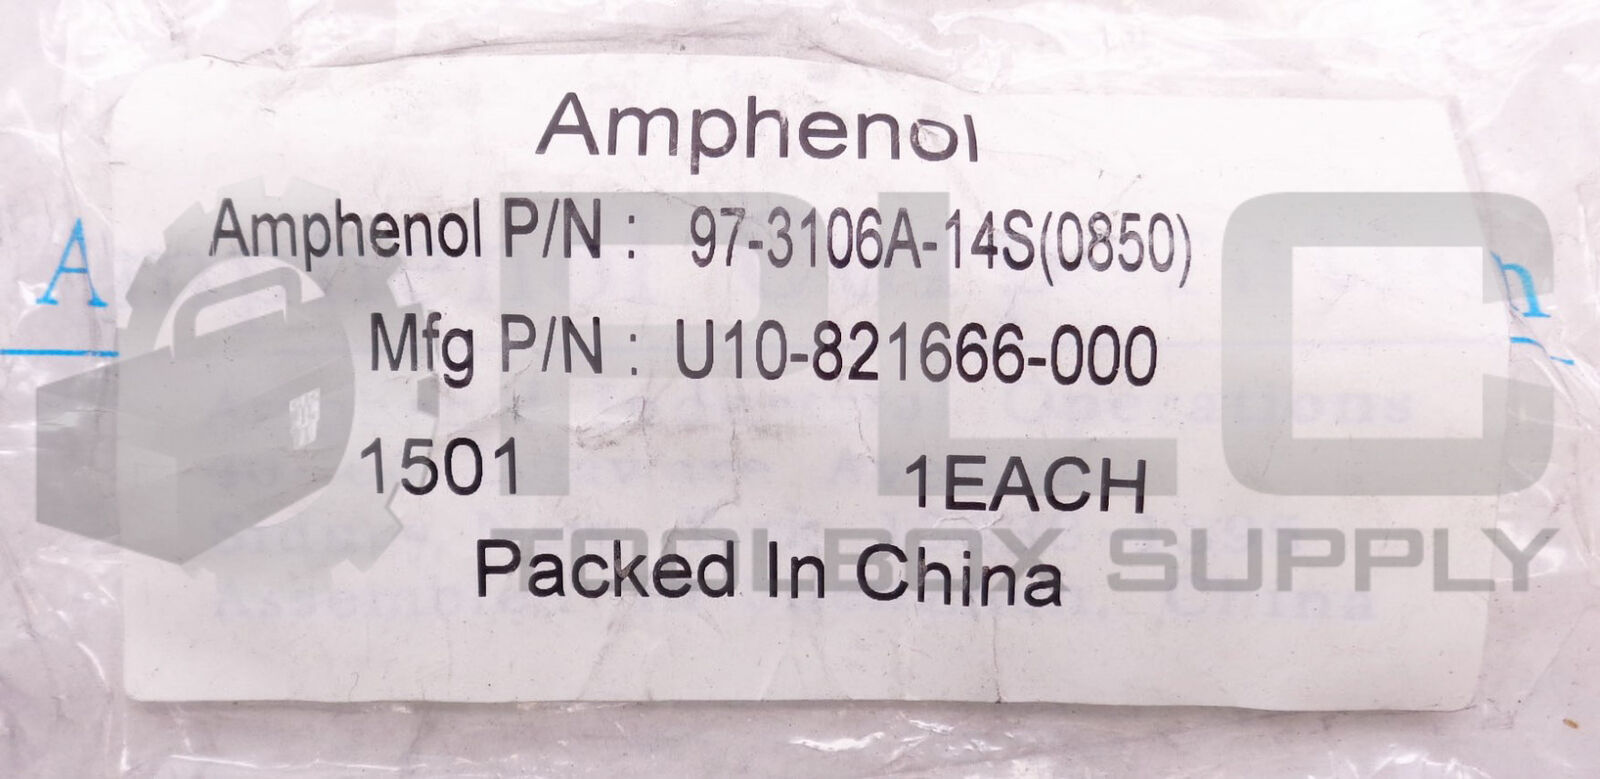 Amphenol
Amphenol P/N : 97-3106A-14S(0850)
Mfg P/N : U10-821666-000
1501 1EACH
Packed In China
A n
PLC
TOOLBOX SUPPLY